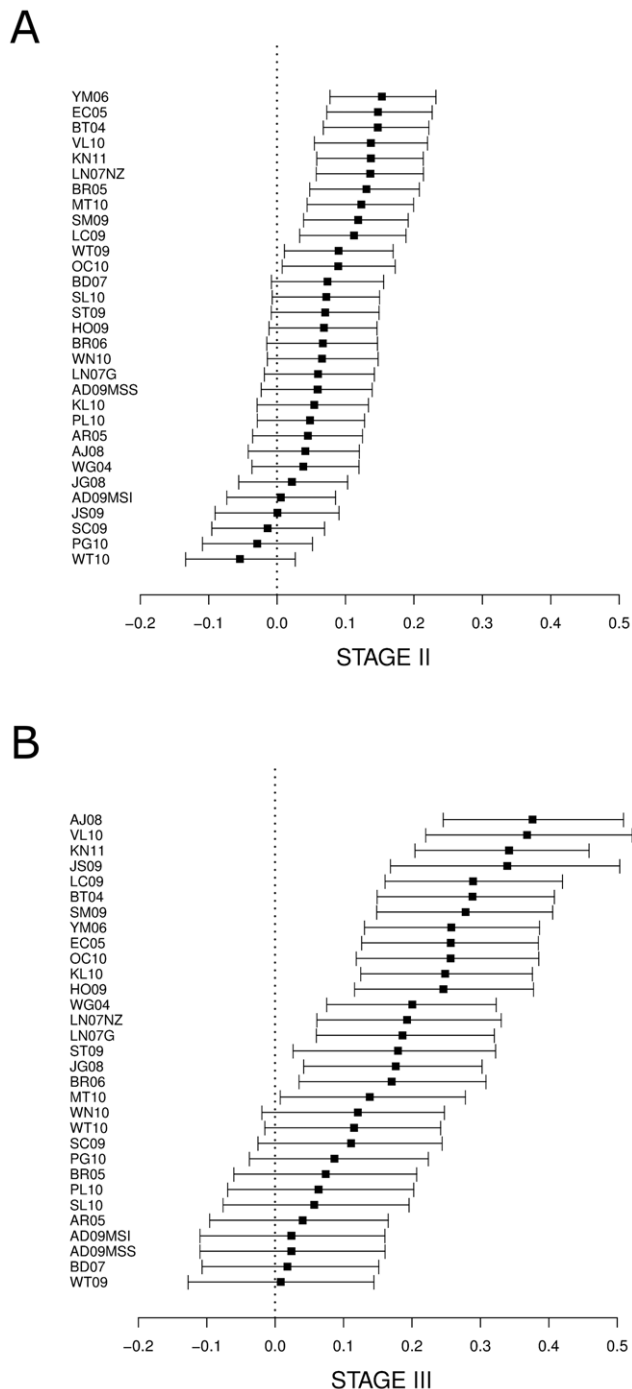 A
YM06
EC05
BT04
VL10
KN11
LN07NZ
BR05
MT10
SM09
LC09
WT09
OC10
BD07
SL10
ST09
HO09
BR06
WN10
LN07G
AD09MSS
KL10
PL10
AR05
AJ08
WG04
JG08
AD09MSI
JS09
SC09
PG10
WT10
−0.2 −0.1 0.0 0.1 0.2 0.3 0.4 0.5
STAGE II
B
AJ08
VL10
KN11
JS09
LC09
BT04
SM09
YM06
EC05
OC10
KL10
HO09
WG04
LN07NZ
LN07G
ST09
JG08
BR06
MT10
WN10
WT10
SC09
PG10
BR05
PL10
SL10
AR05
AD09MSI
AD09MSS
BD07
WT09
−0.2 −0.1 0.0 0.1 0.2 0.3 0.4 0.5
STAGE III